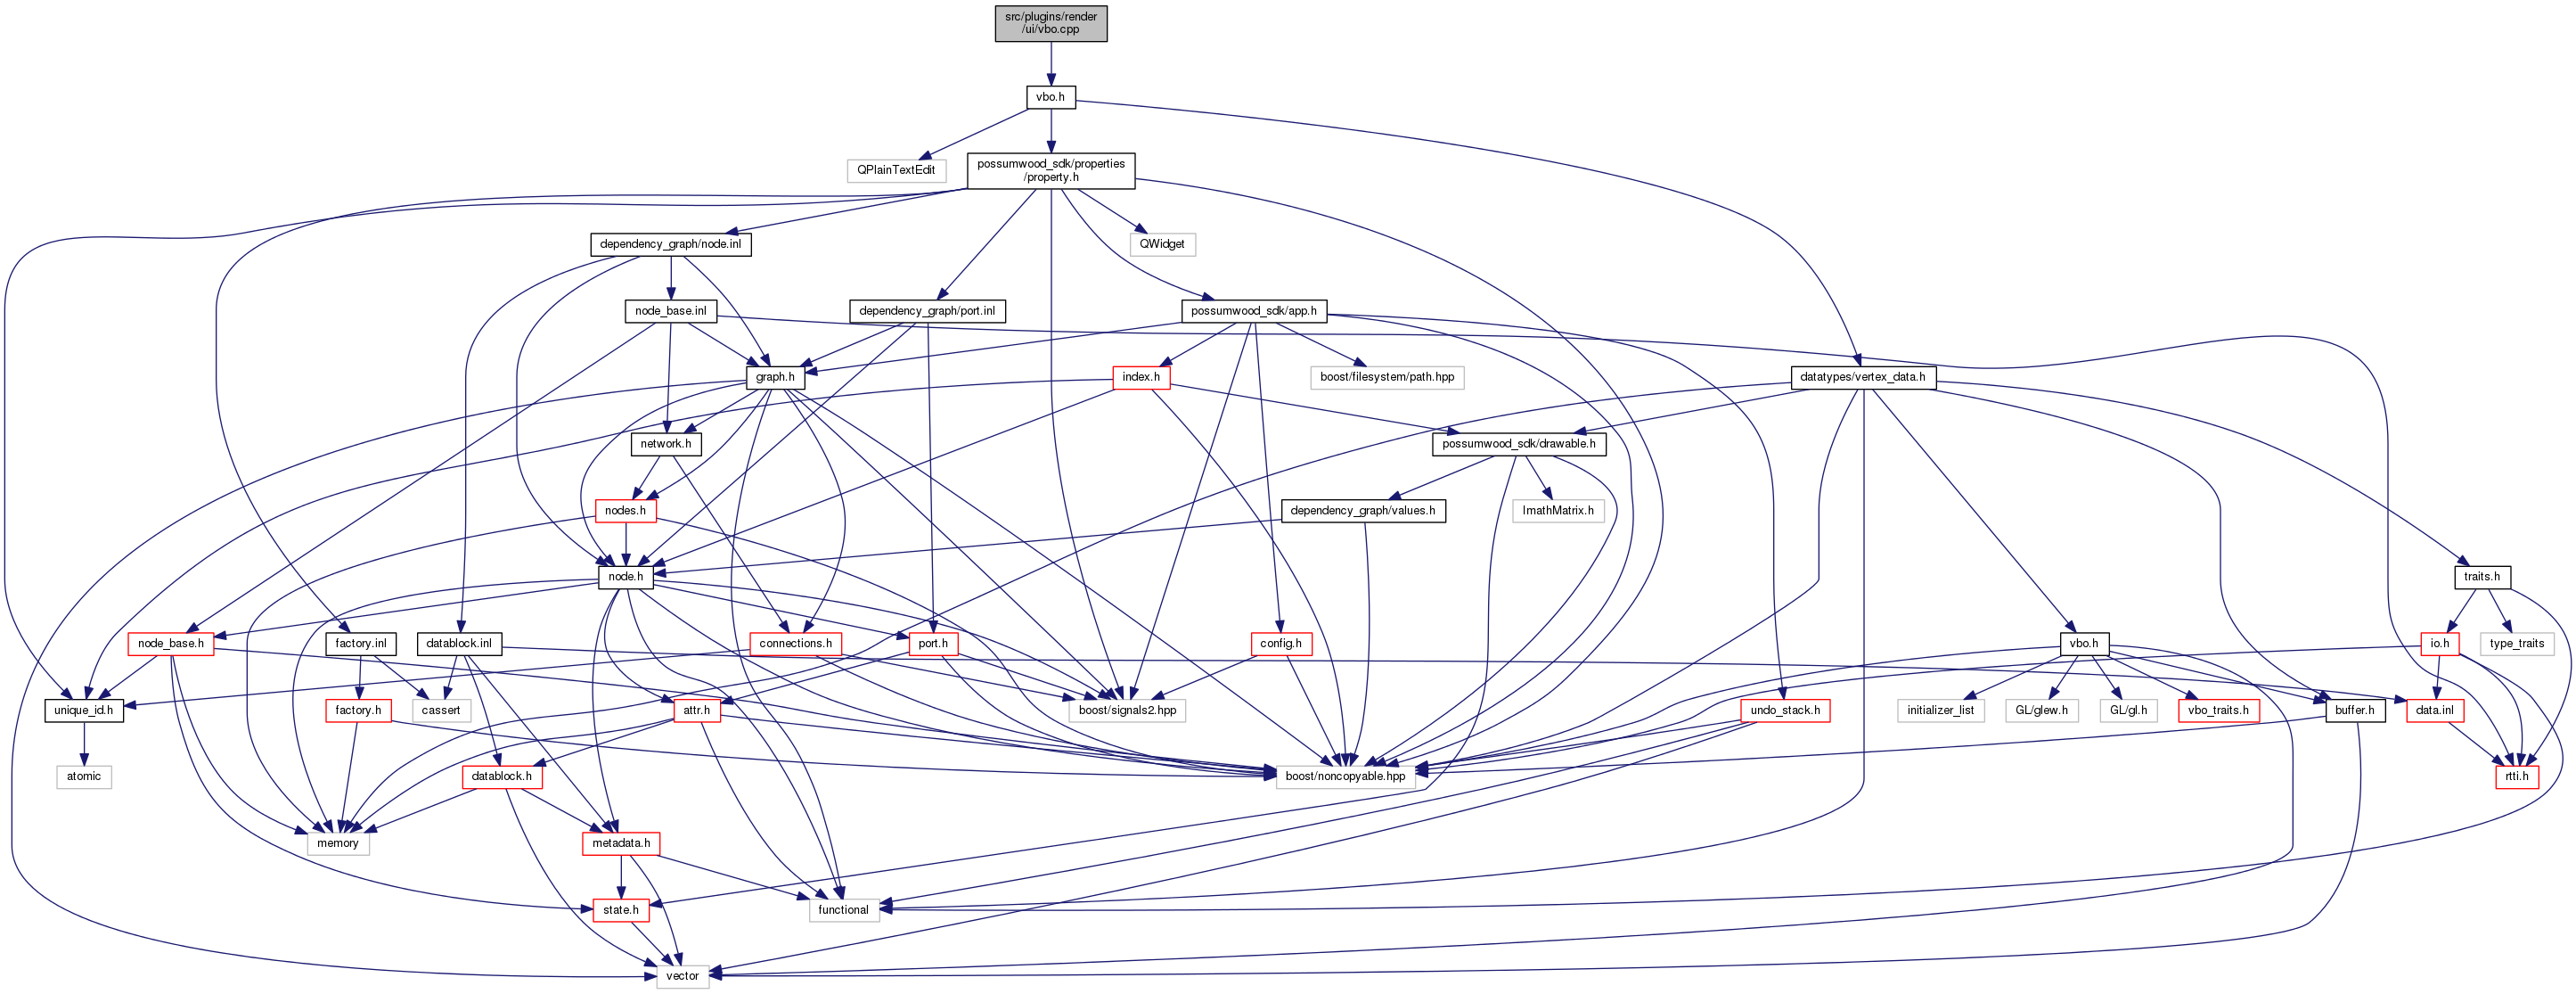 src/plugins/render
/ui/vbo.cpp
vbo.h
QPlainTextEdit
possumwood_sdk/properties
/property.h
dependency_graph/node.inl
QWidget
node_base.inl
dependency_graph/port.inl
possumwood_sdk/app.h
graph.h
index.h
boost/filesystem/path.hpp
datatypes/vertex_data.h
network.h
possumwood_sdk/drawable.h
nodes.h
dependency_graph/values.h
ImathMatrix.h
node.h
traits.h
node_base.h
factory.inl
datablock.inl
connections.h
port.h
config.h
vbo.h
io.h
type_traits
unique_id.h
factory.h
cassert
attr.h
boost/signals2.hpp
undo_stack.h
initializer_list
GL/glew.h
GL/gl.h
vbo_traits.h
buffer.h
data.inl
atomic
datablock.h
boost/noncopyable.hpp
rtti.h
memory
metadata.h
state.h
functional
vector